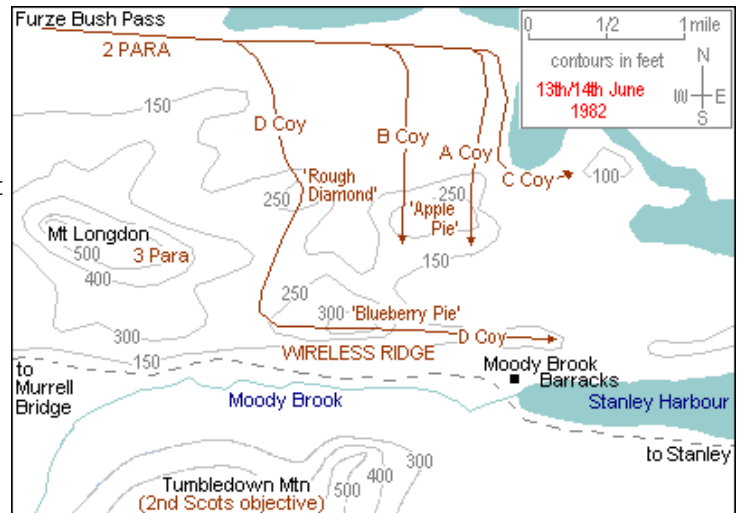 Furze Bush Pass
2 PARA
0 1/2 1 mile
contours in feet
13th/14th June
1982
N
W E
S
150
D Coy
B Coy
A Coy
C Coy
100
'Rough
Diamond'
250
250
'Apple
Pie'
150
Mt Longdon
500
3 Para
400
300
150
250
300
'Blueberry Pie'
D Coy
WIRELESS RIDGE
to
Murrell
Bridge
Moody Brook
Moody Brook
Barracks
Stanley Harbour
to Stanley
300
400
500
Tumbledown Mtn
(2nd Scots objective)
t